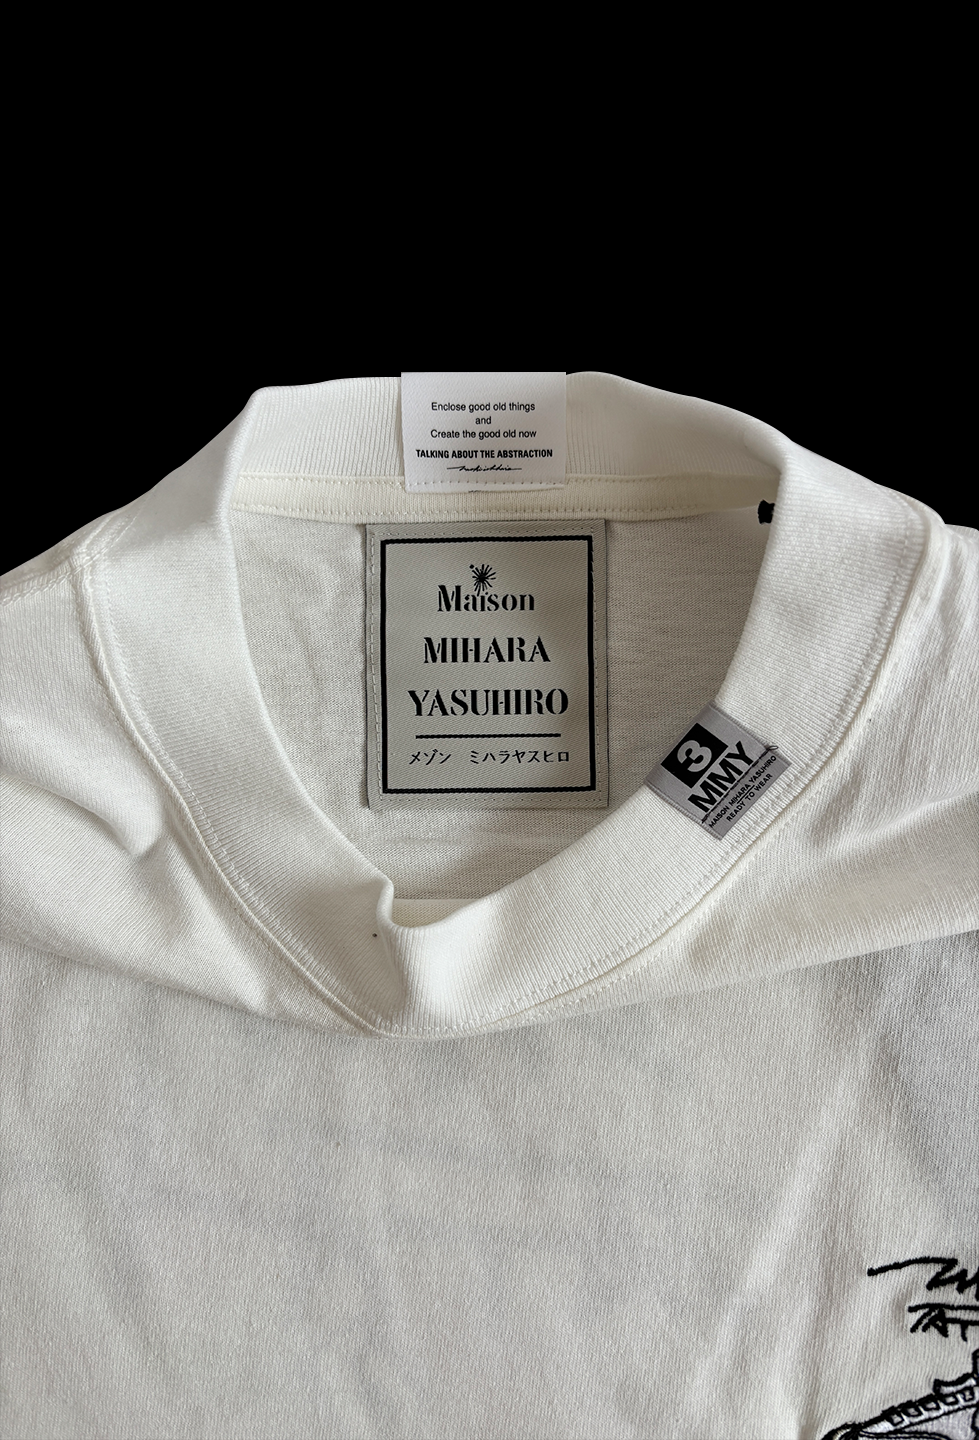 Enclose good old things
and
Create the good old now
TALKING ABOUT THE ABSTRACTION
Maison
MIHARA
YASUHIRO
メゾン ミハラヤスヒロ
3
MMY
MAISON MIHARA YASUHIRO
READY TO WEAR